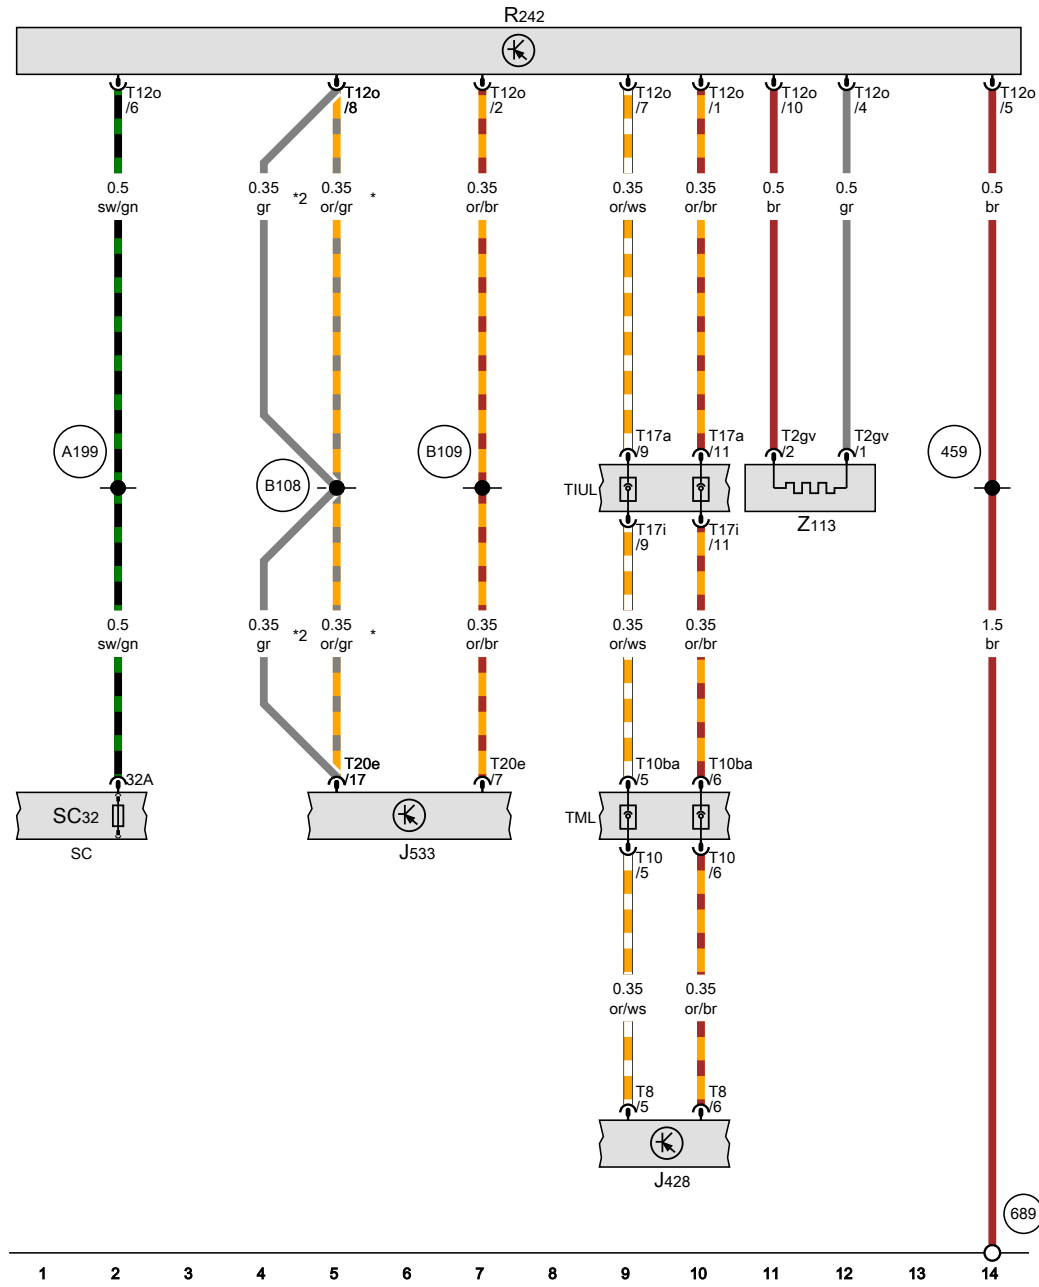 R242
T12o T12o T12o T12o T12o T12o T12o T12o
/6 /8 /2 /7 /1 /10 /4 /5
0.5 0.35 *2 0.35 * 0.35 0.35 0.35 0.5 0.5 0.5
sw/gn gr or/gr or/br or/ws or/br br gr br
T17a T17a T2gv T2gv
/9 /11 /2 /1
A199 B109 459
B108 TIUL
T17i T17i Z113
/9 /11
0.5 0.35 *2 0.35 * 0.35 0.35 0.35 1.5
sw/gn gr or/gr or/br or/ws or/br br
T20e T20e T10ba T10ba
32A /17 /7 /5 /6
SC32 TML
SC J533
T10 T10
/5 /6
0.35 0.35
or/ws or/br
T8 T8
/5 /6
J428
689
1 2 3 4 5 6 7 8 9 10 11 12 13 14